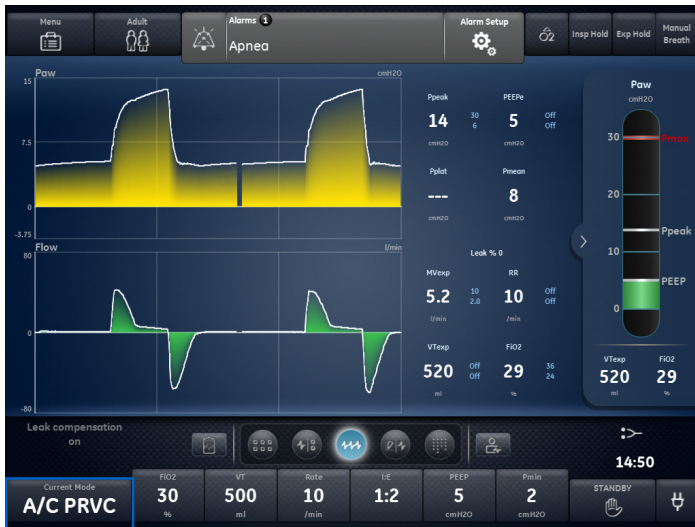 Menu
Adult
Alarms 1
Apnea
Alarm Setup
O2
Insp Hold
Exp Hold
Manual
Breath
Paw
cmH2O
15
7.5
0
-3.75
Flow
l/min
80
0
-80
Ppeak
14
30
6
cmH2O
PEEPe
5
Off
Off
cmH2O
Pplat
---
cmH2O
Pmean
8
cmH2O
Leak % 0
MVexp
5.2
10
2.0
l/min
RR
10
Off
Off
/min
VTexp
520
Off
Off
ml
FiO2
29
36
24
%
Paw
cmH2O
30
Pmax
20
Ppeak
10
PEEP
0
VTexp
520
ml
FiO2
29
%
Leak compensation
on
14:50
Current Mode
A/C PRVC
FiO2
30
%
VT
500
ml
Rate
10
/min
I:E
1:2
PEEP
5
cmH2O
Pmin
2
cmH2O
STANDBY